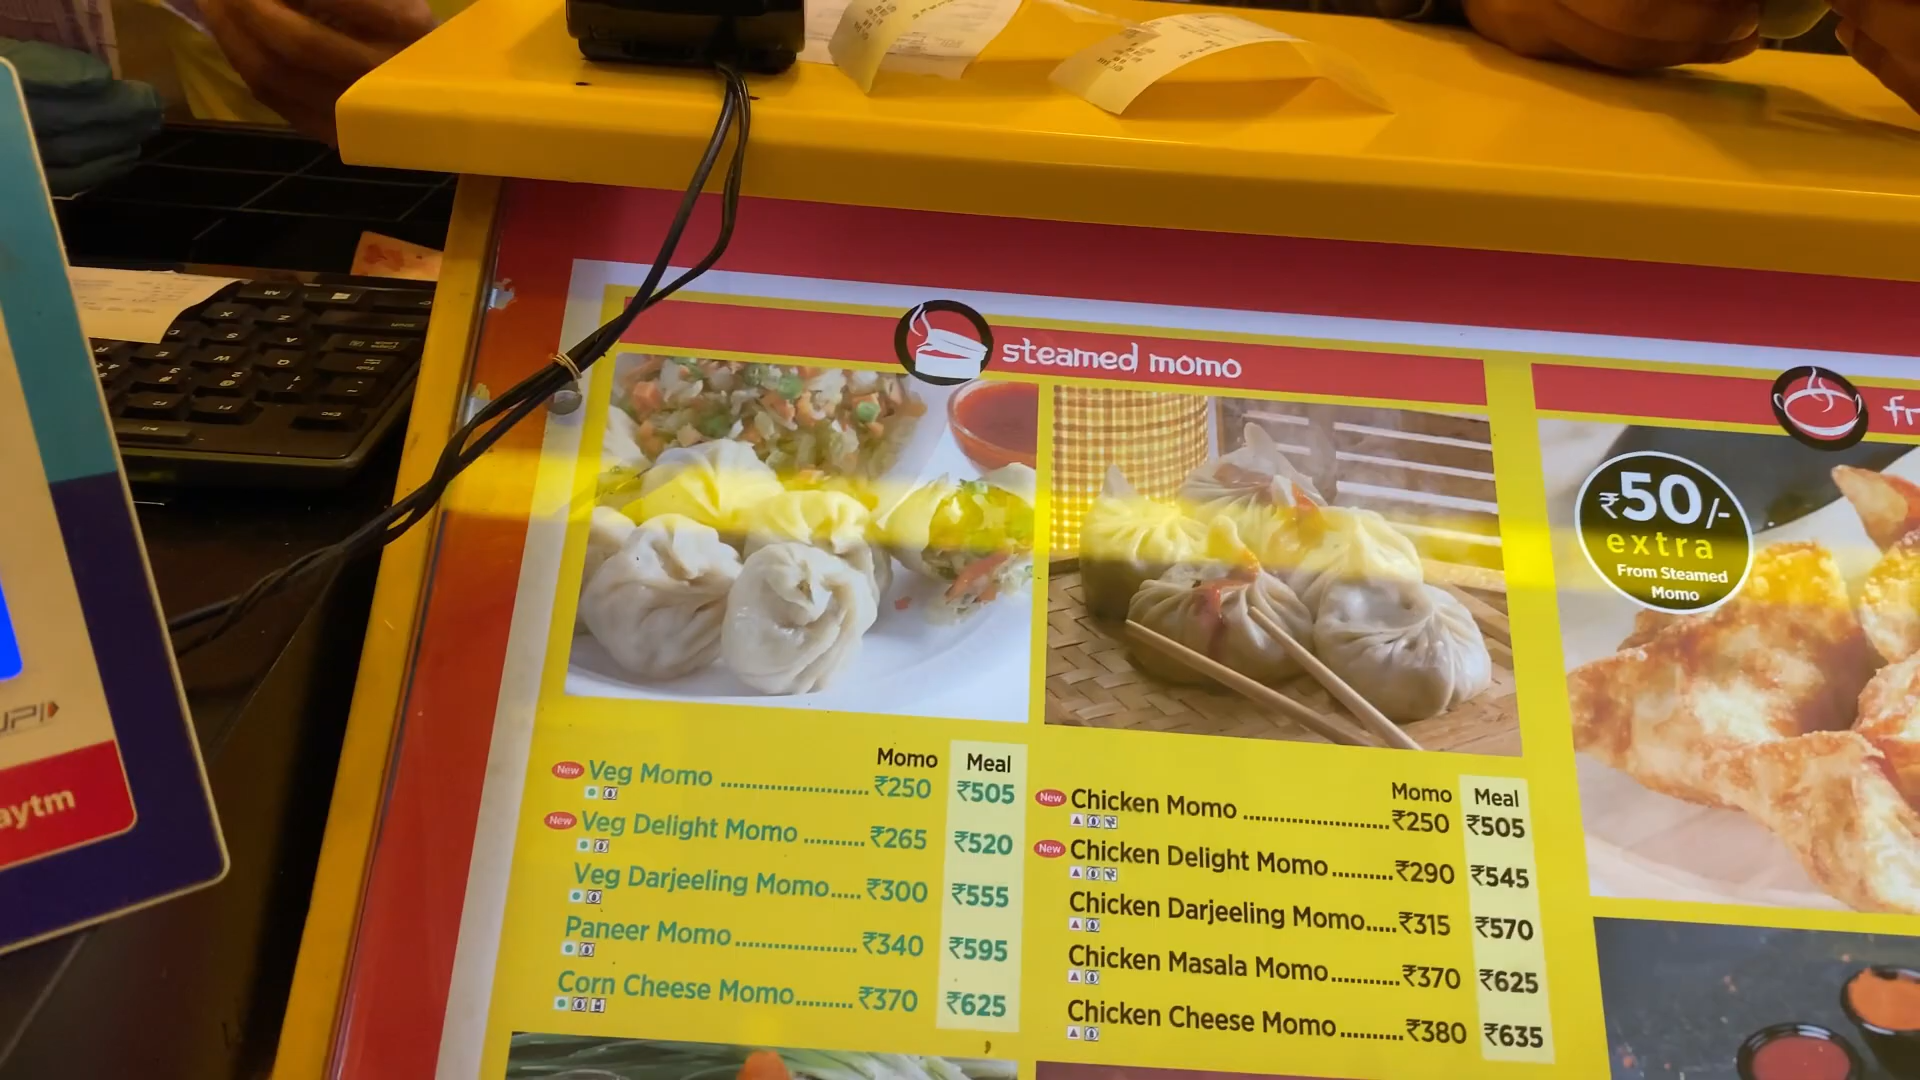 steamed momo
₹50/-
extra
From Steamed
Momo
Momo Meal
New Veg Momo ₹250 ₹505
New Veg Delight Momo ₹265 ₹520
Veg Darjeeling Momo ₹300 ₹555
Paneer Momo ₹340 ₹595
Corn Cheese Momo ₹370 ₹625
Momo Meal
New Chicken Momo ₹250 ₹505
New Chicken Delight Momo ₹290 ₹545
Chicken Darjeeling Momo ₹315 ₹570
Chicken Masala Momo ₹370 ₹625
Chicken Cheese Momo ₹380 ₹635